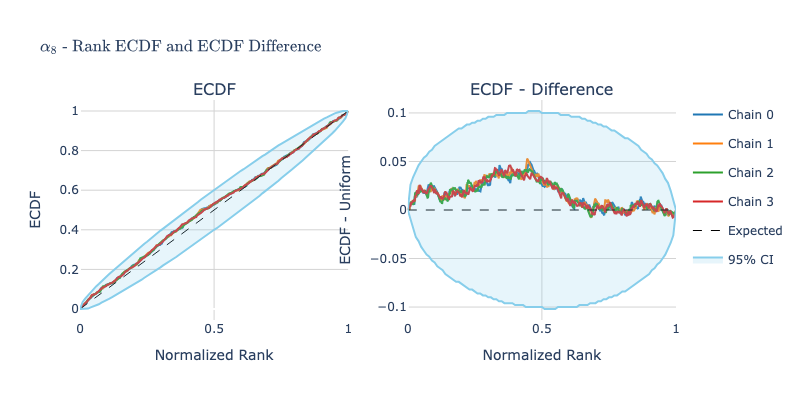 α₈ - Rank ECDF and ECDF Difference
ECDF
ECDF - Difference
1
0.8
0.6
0.4
0.2
0
ECDF
0
0.5
1
Normalized Rank
0.1
0.05
0
−0.05
−0.1
ECDF - Uniform
0
0.5
1
Normalized Rank
Chain 0
Chain 1
Chain 2
Chain 3
Expected
95% CI